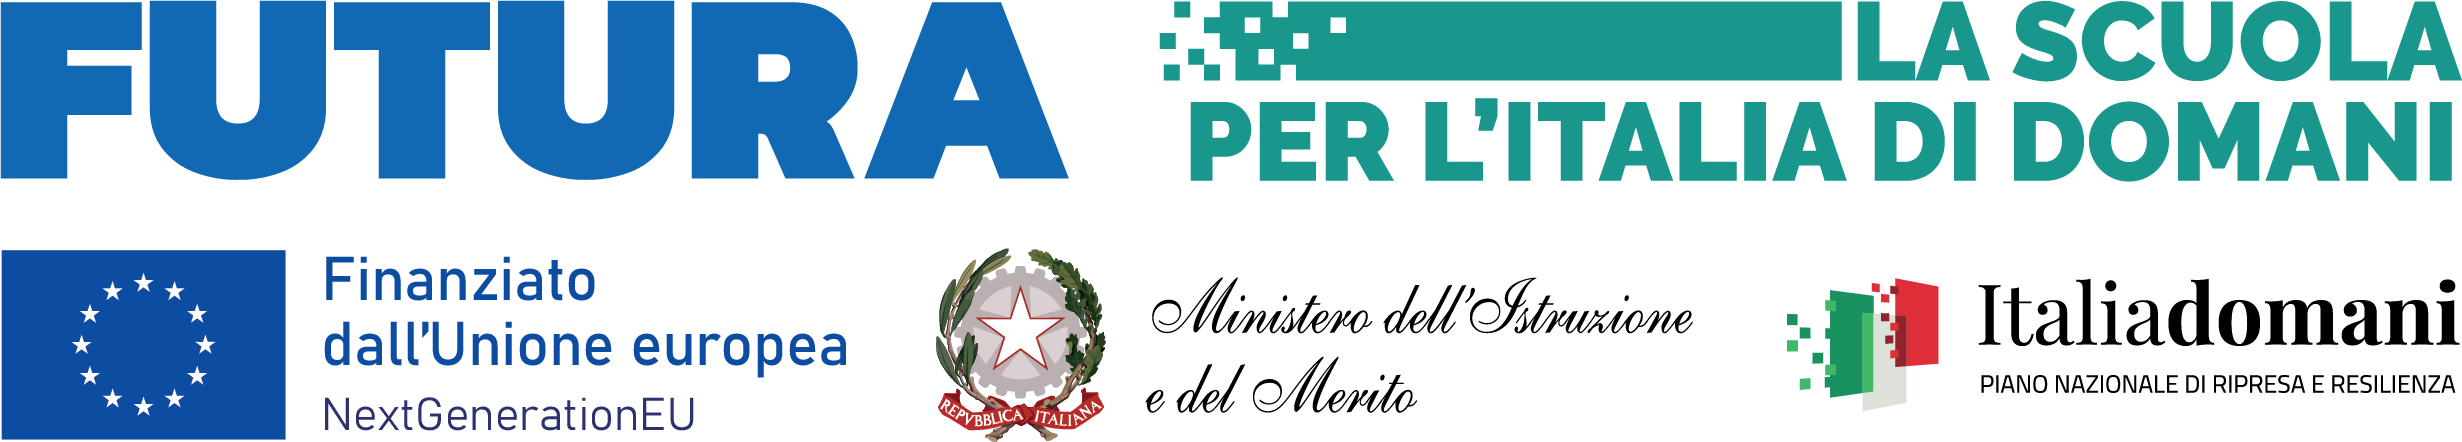 FUTURA
LA SCUOLA
PER L'ITALIA DI DOMANI
Finanziato
dall'Unione europea
NextGenerationEU
REPVBBLICA ITALIANA
Ministero dell'Istruzione
e del Merito
Italiadomani
PIANO NAZIONALE DI RIPRESA E RESILIENZA